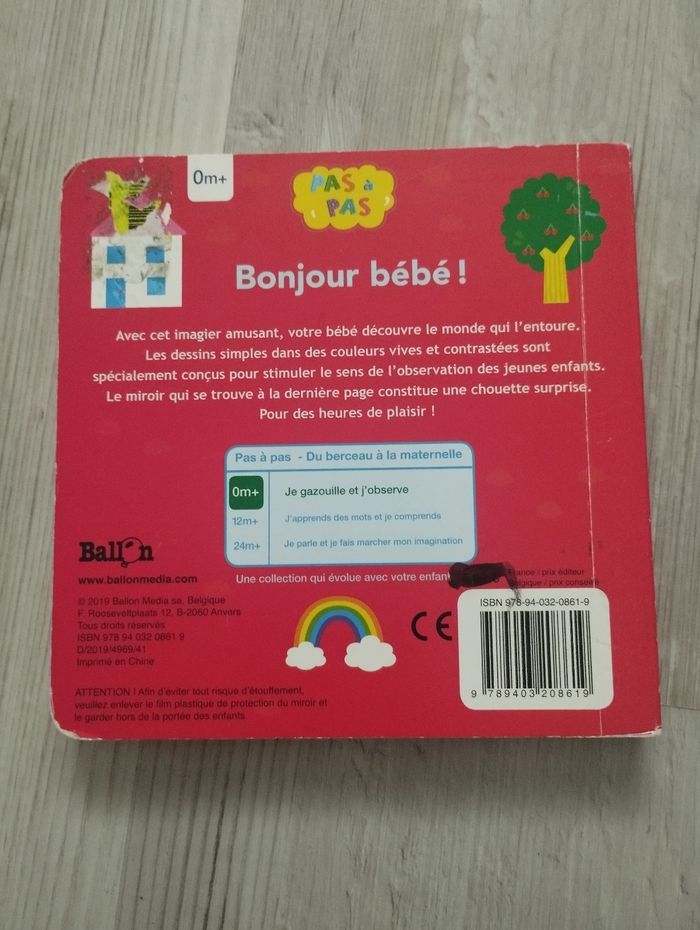 0m+
PAS à
PAS
Bonjour bébé !
Avec cet imagier amusant, votre bébé découvre le monde qui l'entoure.
Les dessins simples dans des couleurs vives et contrastées sont
spécialement conçus pour stimuler le sens de l'observation des jeunes enfants.
Le miroir qui se trouve à la dernière page constitue une chouette surprise.
Pour des heures de plaisir !
Pas à pas - Du berceau à la maternelle
0m+ Je gazouille et j'observe
12m+ J'apprends des mots et je comprends
24m+ Je parle et je fais marcher mon imagination
Une collection qui évolue avec votre enfant
Ballon
www.ballonmedia.com
© 2019 Ballon Media sa, Belgique
F. Rooseveltplaats 12, B-2060 Anvers
Tous droits réservés
ISBN 978 94 032 0861 9
D/2019/4969/41
Imprimé en Chine
ATTENTION ! Afin d'éviter tout risque d'étouffement,
veuillez enlever le film plastique de protection du miroir et
le garder hors de la portée des enfants.
CE
France / prix éditeur
Belgique / prix conseillé
ISBN 978-94-032-0861-9
9 789403 208619